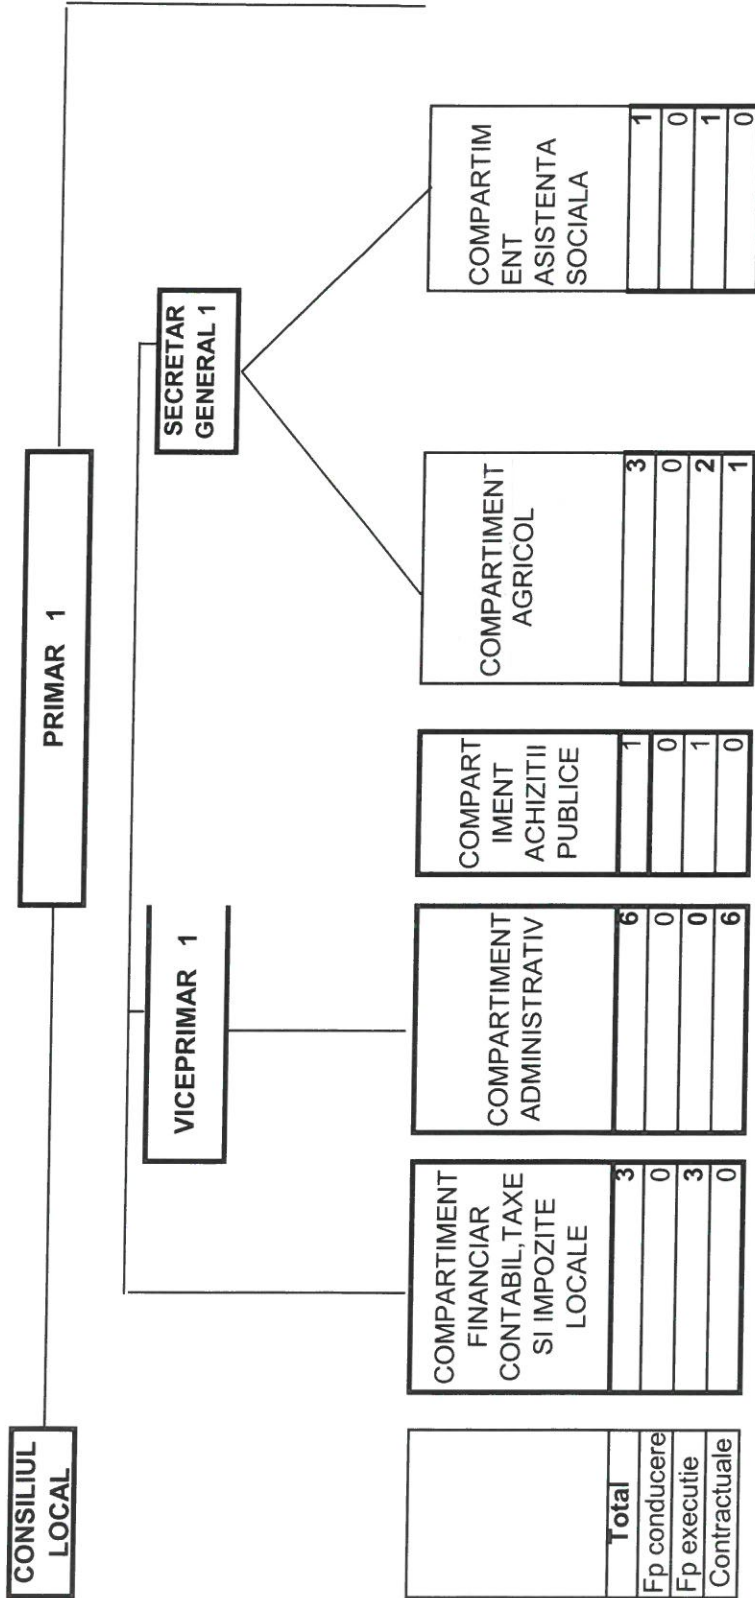 CONSILIUL
LOCAL
PRIMAR 1
VICEPRIMAR 1
SECRETAR
GENERAL 1
COMPARTIMENT
FINANCIAR
CONTABIL,TAXE
SI IMPOZITE
LOCALE
COMPARTIMENT
ADMINISTRATIV
COMPART
IMENT
ACHIZITII
PUBLICE
COMPARTIMENT
AGRICOL
COMPARTIM
ENT
ASISTENTA
SOCIALA
Total 3 6 1 3 1
Fp conducere 0 0 0 0 0
Fp executie 3 0 1 2 1
Contractuale 0 6 0 1 0